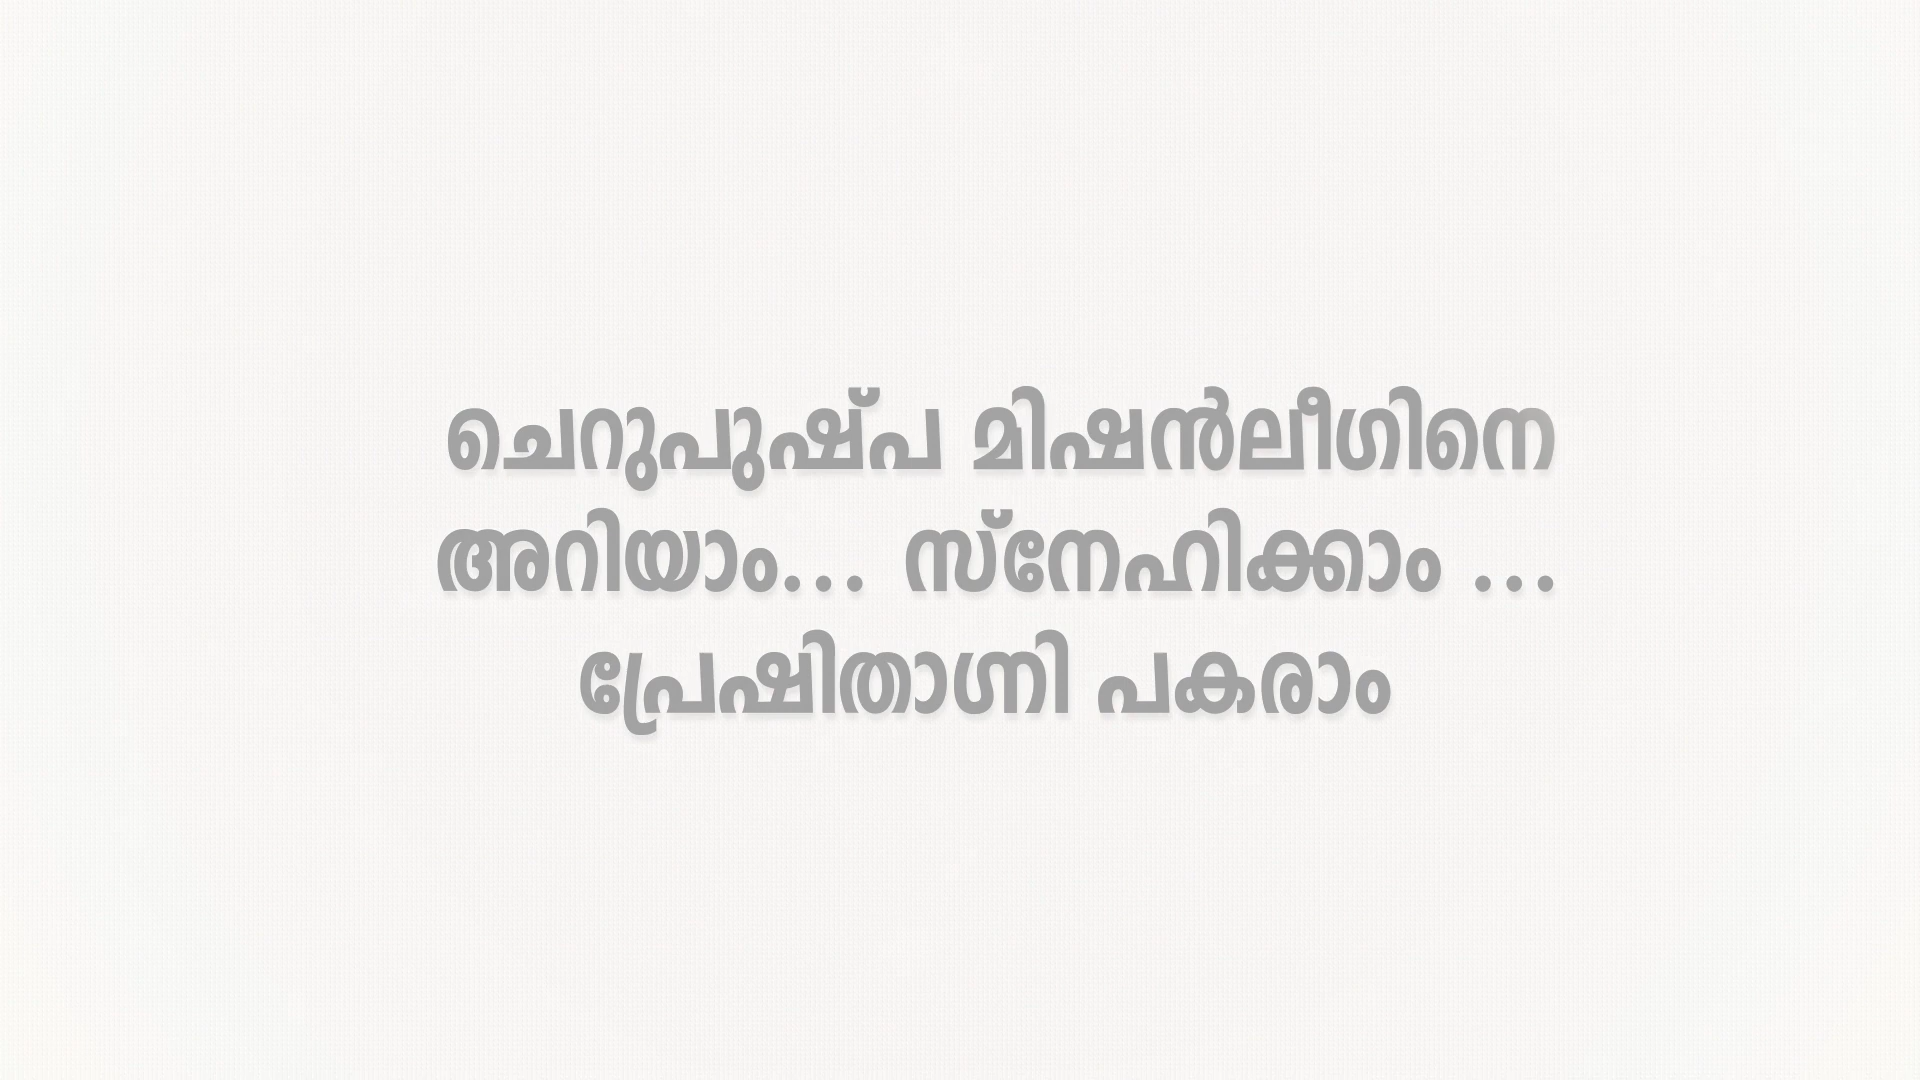 ചെറുപുഷ്പ മിഷൻലീഗിനെ
അറിയാം... സ്നേഹിക്കാം ...
പ്രേഷിതാഗ്നി പകരാം